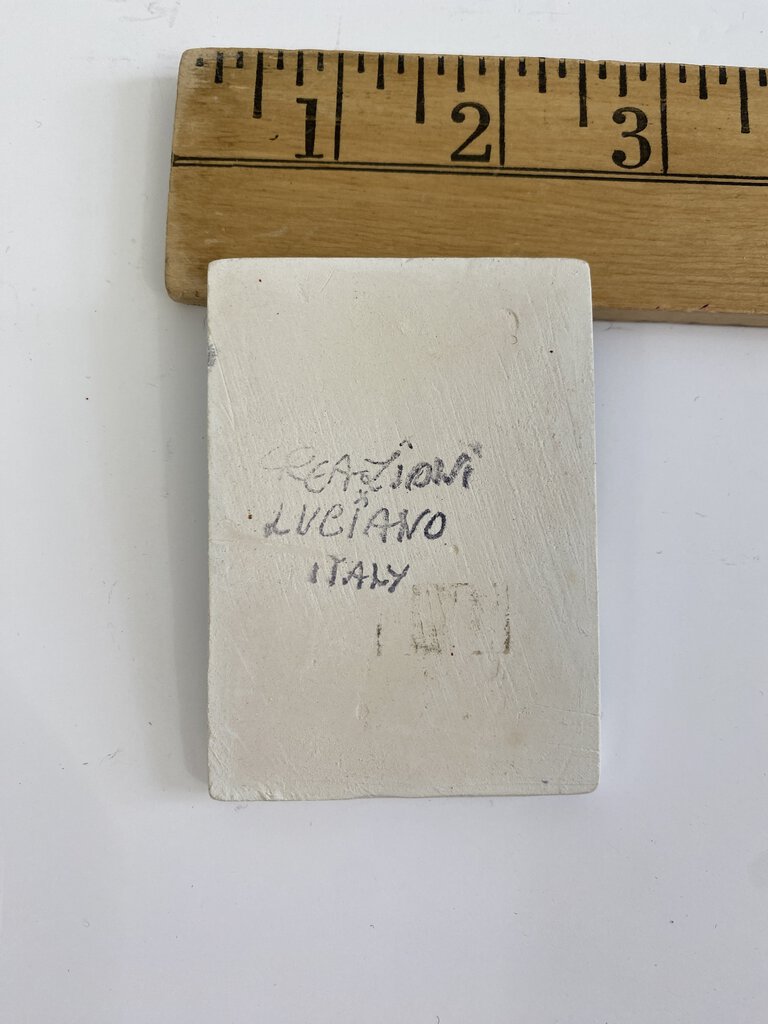 1 2 3
CREAZIONI
LUCIANO
ITALY